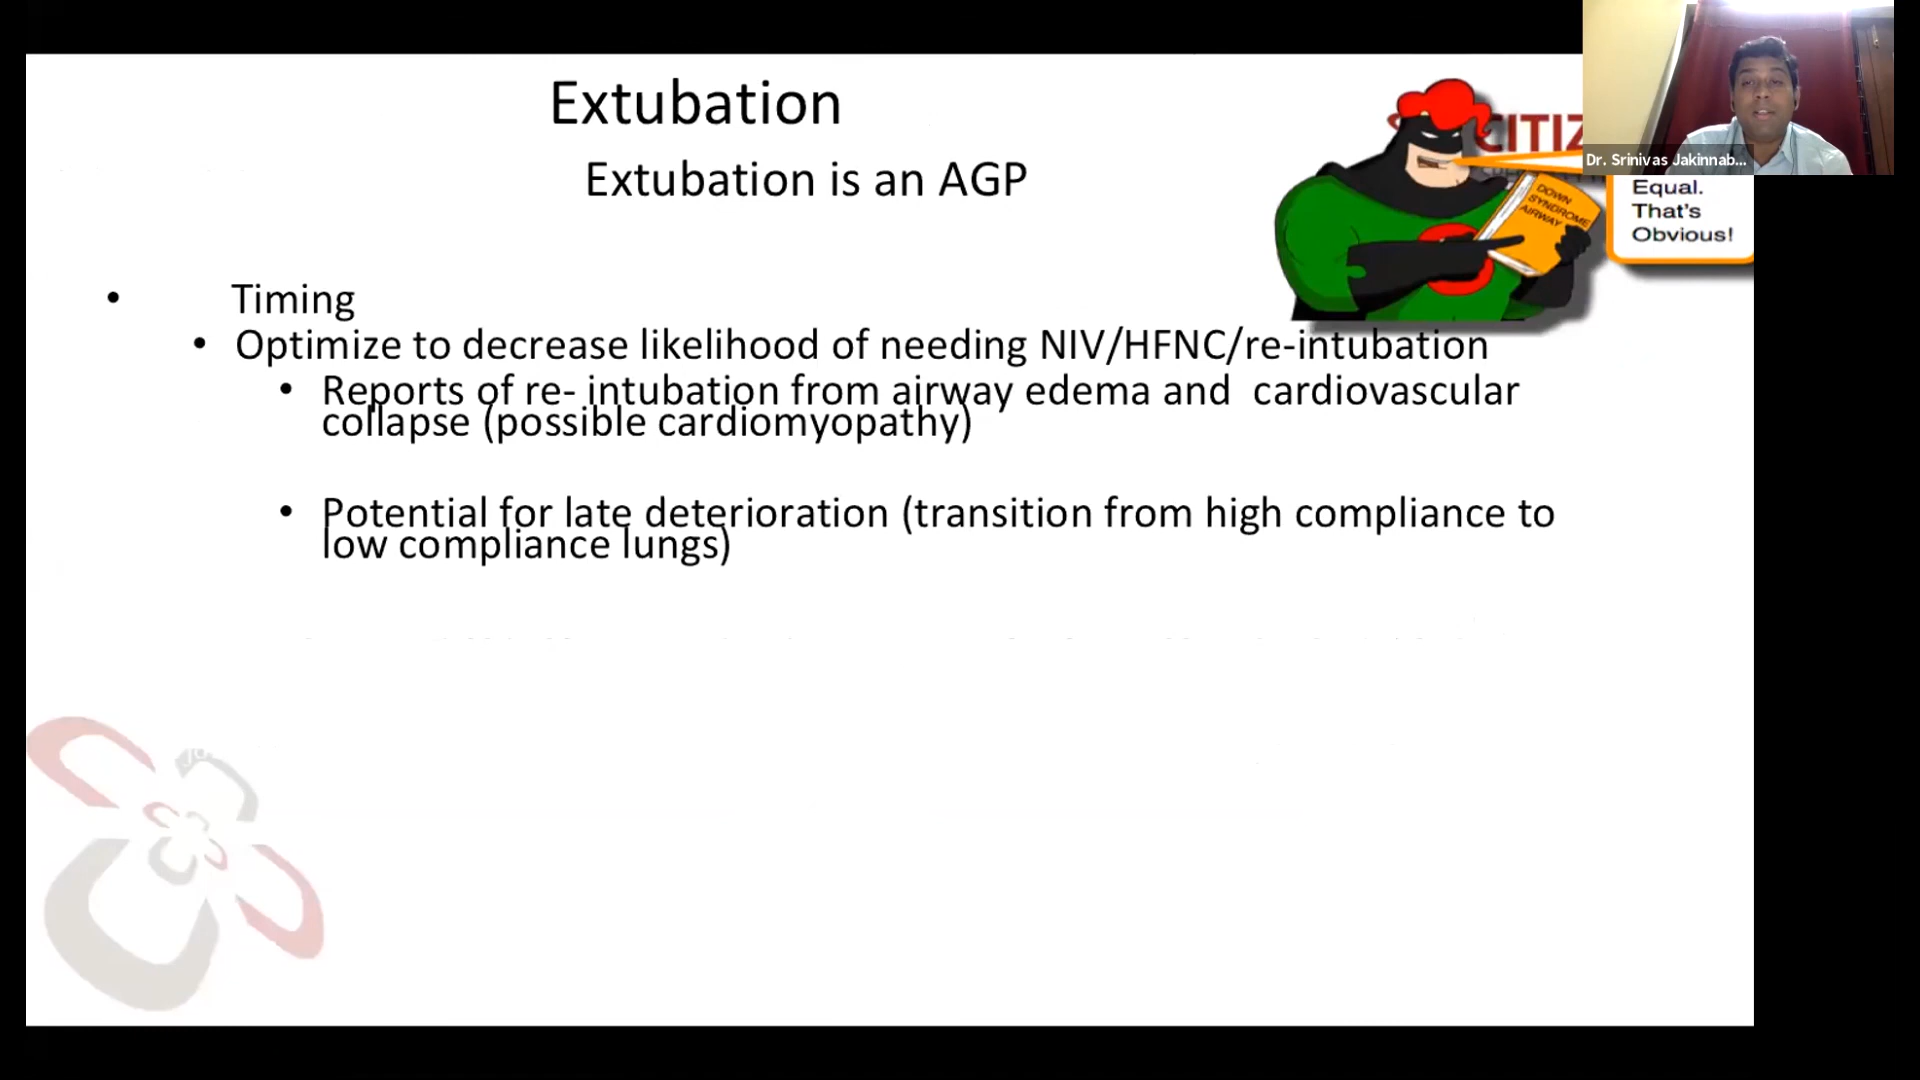 Extubation
Extubation is an AGP
CITIZ
Dr. Srinivas Jakinnab...
Equal.
That's
Obvious!
DOWN
SYNDROME
AIRWAY
• Timing
• Optimize to decrease likelihood of needing NIV/HFNC/re-intubation
• Reports of re- intubation from airway edema and cardiovascular
collapse (possible cardiomyopathy)
• Potential for late deterioration (transition from high compliance to
low compliance lungs)